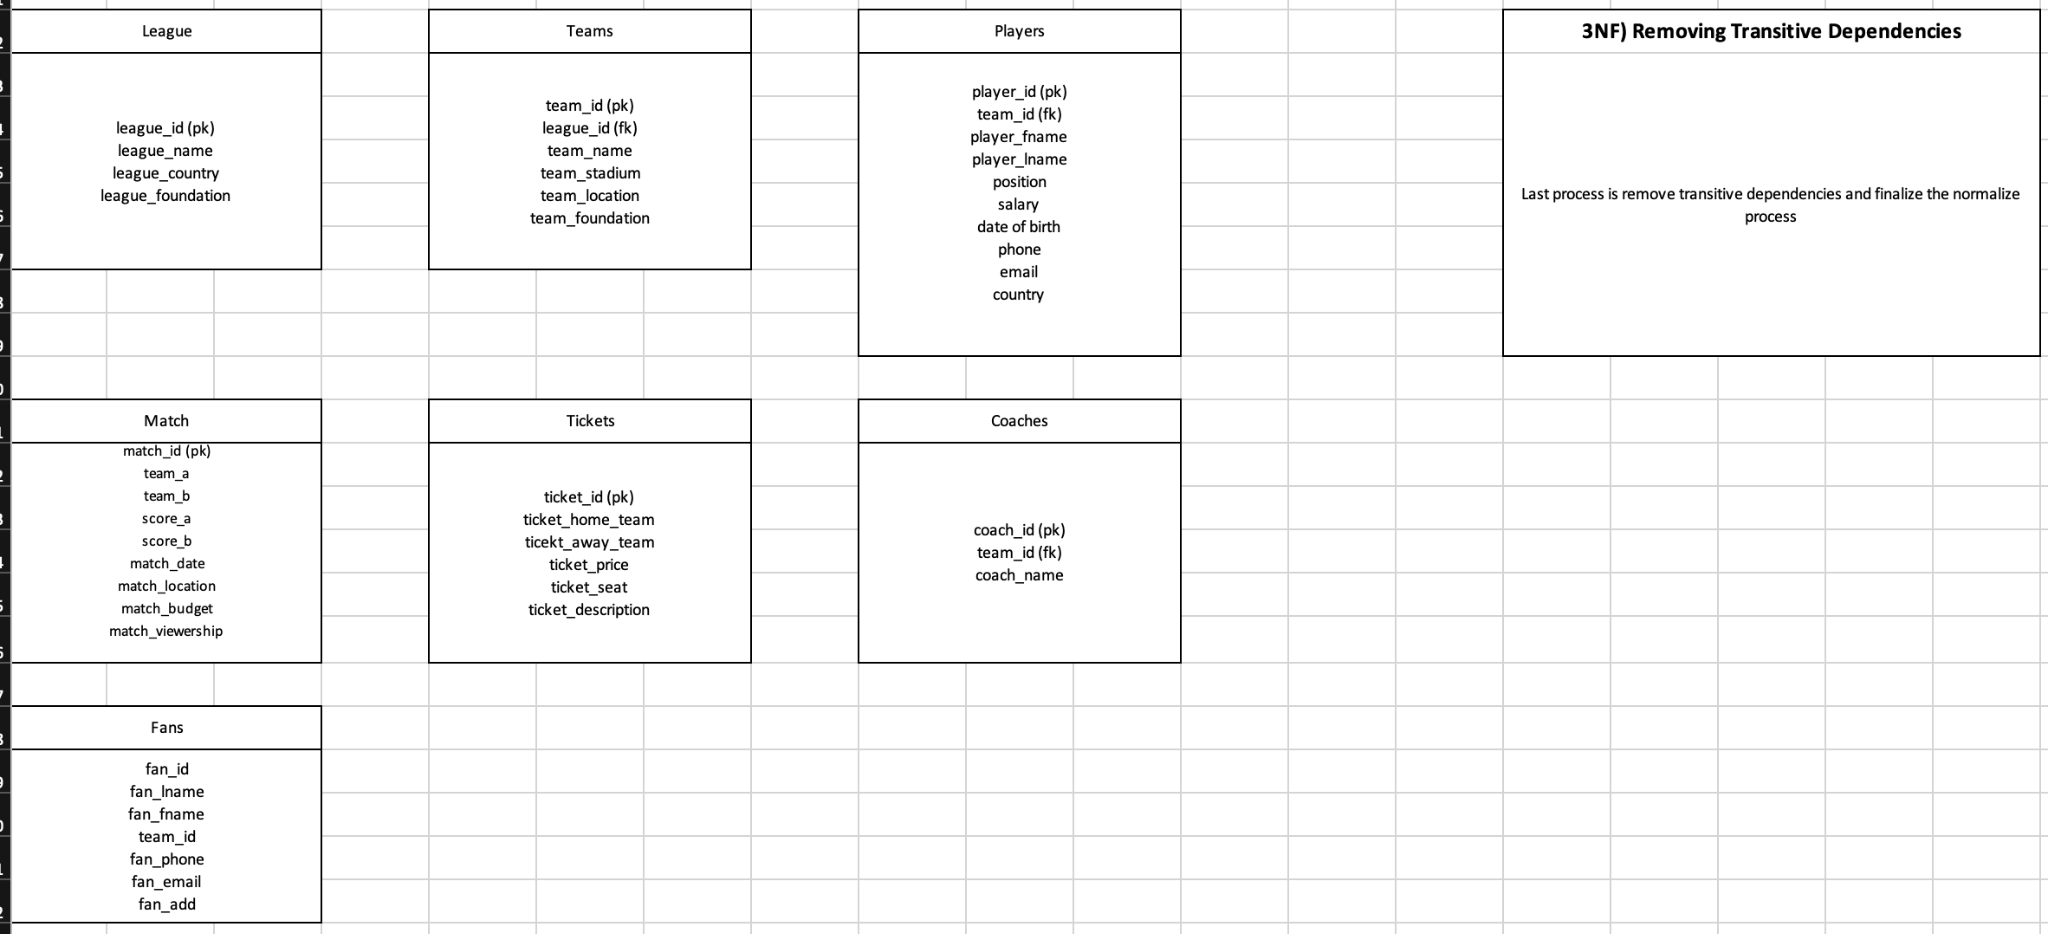 League
league_id (pk)
league_name
league_country
league_foundation
Teams
team_id (pk)
league_id (fk)
team_name
team_stadium
team_location
team_foundation
Players
player_id (pk)
team_id (fk)
player_fname
player_lname
position
salary
date of birth
phone
email
country
3NF) Removing Transitive Dependencies
Last process is remove transitive dependencies and finalize the normalize
process
Match
match_id (pk)
team_a
team_b
score_a
score_b
match_date
match_location
match_budget
match_viewership
Tickets
ticket_id (pk)
ticket_home_team
ticekt_away_team
ticket_price
ticket_seat
ticket_description
Coaches
coach_id (pk)
team_id (fk)
coach_name
Fans
fan_id
fan_lname
fan_fname
team_id
fan_phone
fan_email
fan_add